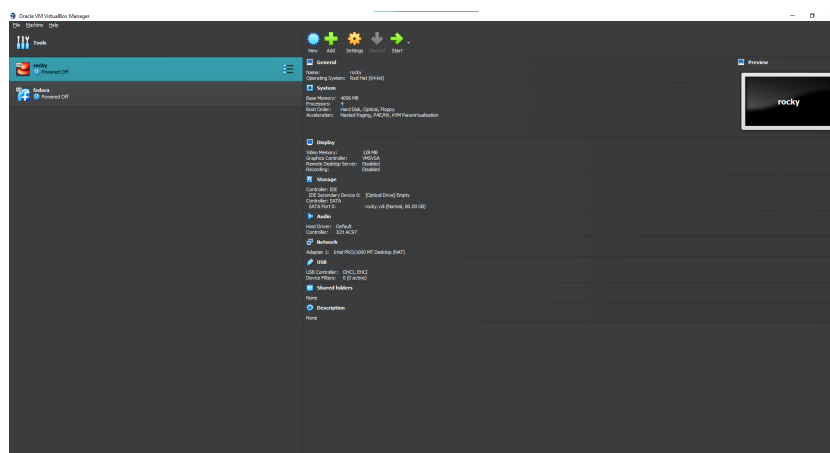 Oracle VM VirtualBox Manager
File Machine Help
Tools
rocky
Powered Off
fedora
Powered Off
New Add Settings Discard Start
General
Name: rocky
Operating System: Red Hat (64-bit)
System
Base Memory: 4096 MB
Processors: 4
Boot Order: Hard Disk, Optical, Floppy
Acceleration: Nested Paging, PAE/NX, KVM Paravirtualization
Display
Video Memory: 128 MB
Graphics Controller: VMSVGA
Remote Desktop Server: Disabled
Recording: Disabled
Storage
Controller: IDE
IDE Secondary Device 0: [Optical Drive] Empty
Controller: SATA
SATA Port 0: rocky.vdi (Normal, 80.00 GB)
Audio
Host Driver: Default
Controller: ICH AC97
Network
Adapter 1: Intel PRO/1000 MT Desktop (NAT)
USB
USB Controller: OHCI, EHCI
Device Filters: 0 (0 active)
Shared folders
None
Description
None
Preview
rocky